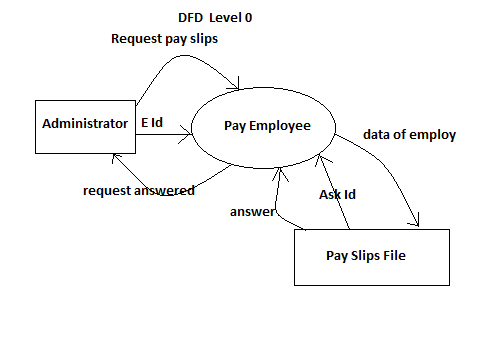 DFD Level 0
Request pay slips
Administrator
E Id
Pay Employee
data of employ
request answered
answer
Ask Id
Pay Slips File